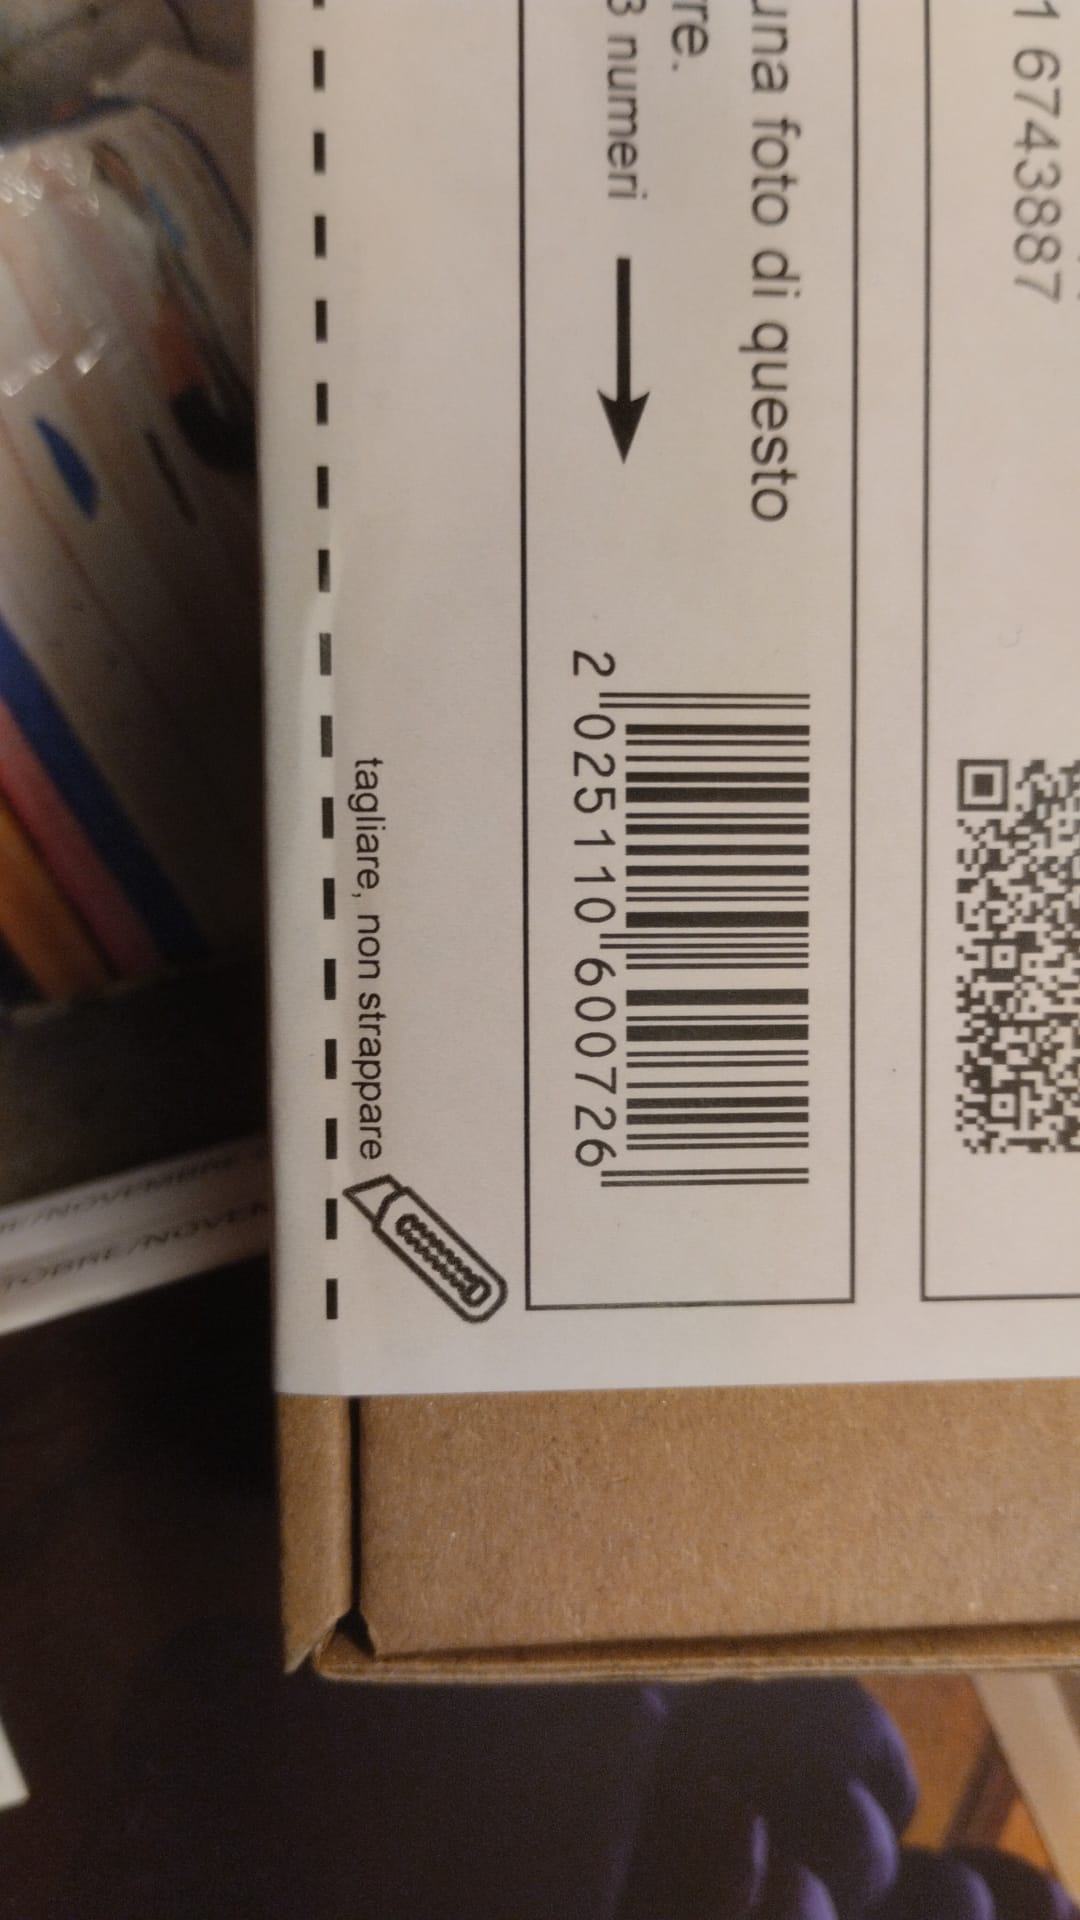 1 6743887
una foto di questo
re.
3 numeri
2 025110 600726
tagliare, non strappare